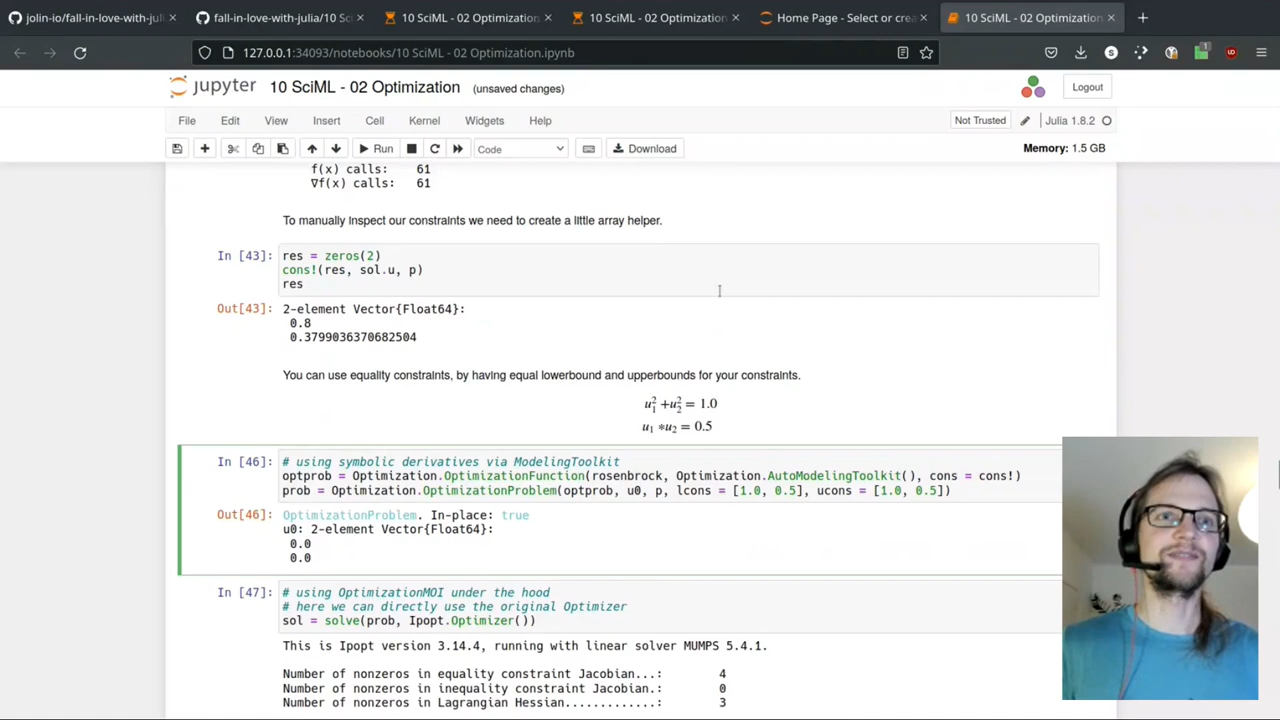 jolin-io/fall-in-love-with-juli
fall-in-love-with-julia/10 Sc
10 SciML - 02 Optimization
10 SciML - 02 Optimization
Home Page - Select or crea
10 SciML - 02 Optimization
127.0.0.1:34093/notebooks/10 SciML - 02 Optimization.ipynb
jupyter 10 SciML - 02 Optimization (unsaved changes) Logout
File Edit View Insert Cell Kernel Widgets Help Not Trusted Julia 1.8.2
Run Code Download Memory: 1.5 GB
f(x) calls: 61
∇f(x) calls: 61
To manually inspect our constraints we need to create a little array helper.
In [43]: res = zeros(2)
cons!(res, sol.u, p)
res
Out[43]: 2-element Vector{Float64}:
0.8
0.3799036370682504
You can use equality constraints, by having equal lowerbound and upperbounds for your constraints.
u₁² + u₂² = 1.0
u₁ * u₂ = 0.5
In [46]: # using symbolic derivatives via ModelingToolkit
optprob = Optimization.OptimizationFunction(rosenbrock, Optimization.AutoModelingToolkit(), cons = cons!)
prob = Optimization.OptimizationProblem(optprob, u0, p, lcons = [1.0, 0.5], ucons = [1.0, 0.5])
Out[46]: OptimizationProblem. In-place: true
u0: 2-element Vector{Float64}:
0.0
0.0
In [47]: # using OptimizationMOI under the hood
# here we can directly use the original Optimizer
sol = solve(prob, Ipopt.Optimizer())
This is Ipopt version 3.14.4, running with linear solver MUMPS 5.4.1.
Number of nonzeros in equality constraint Jacobian...: 4
Number of nonzeros in inequality constraint Jacobian.: 0
Number of nonzeros in Lagrangian Hessian.............: 3